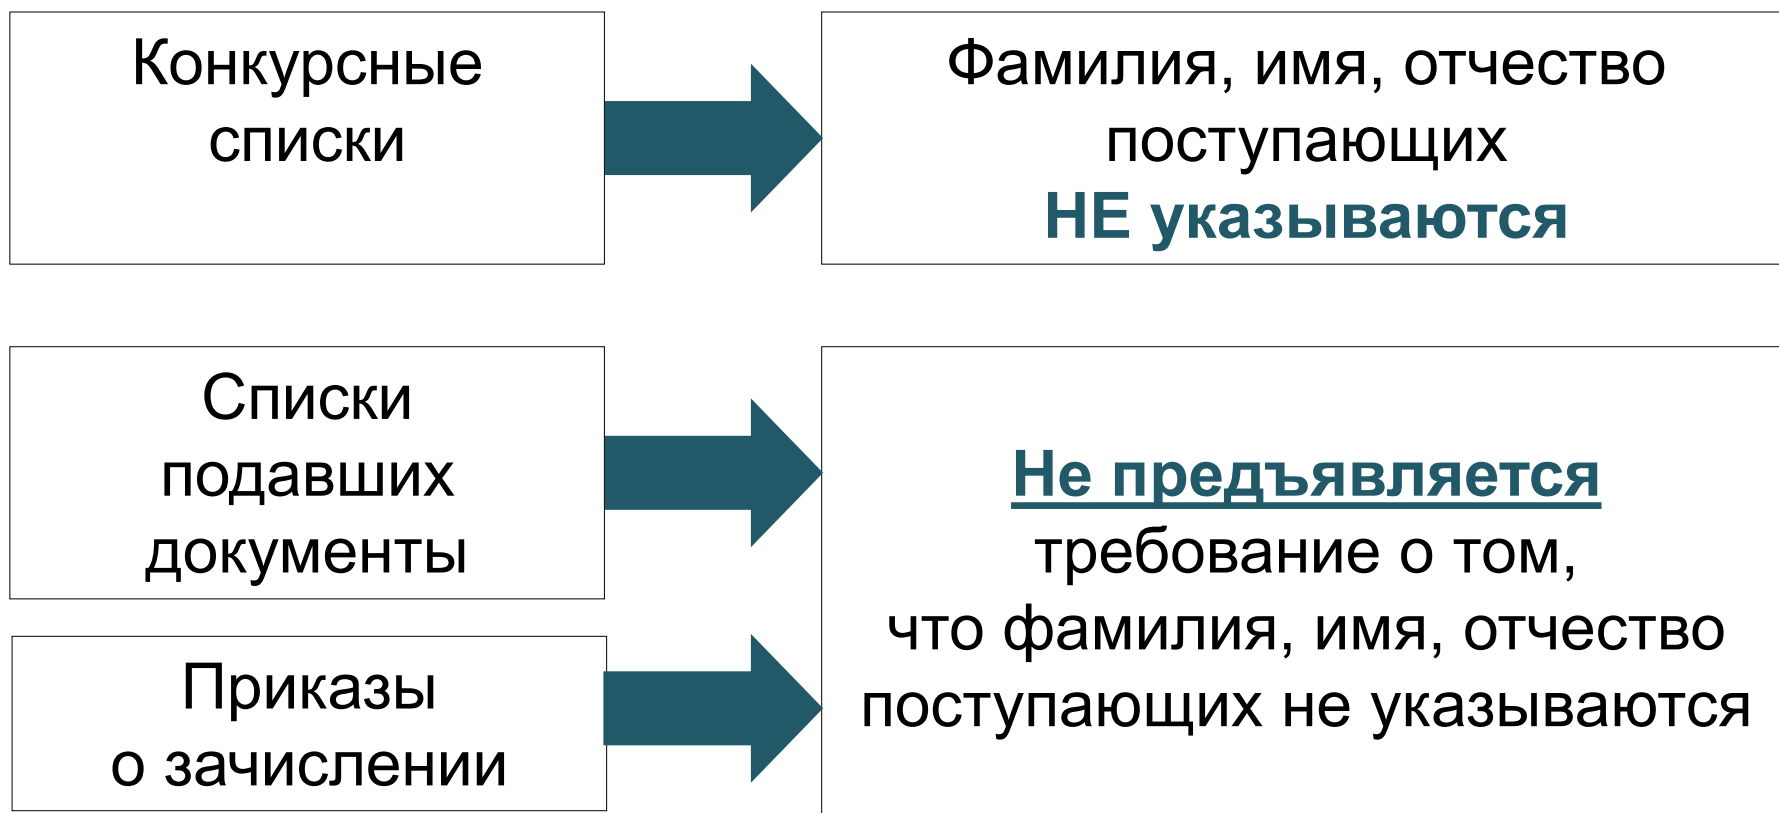 Конкурсные
списки
Фамилия, имя, отчество
поступающих
НЕ указываются
Списки
подавших
документы
Приказы
о зачислении
Не предъявляется
требование о том,
что фамилия, имя, отчество
поступающих не указываются